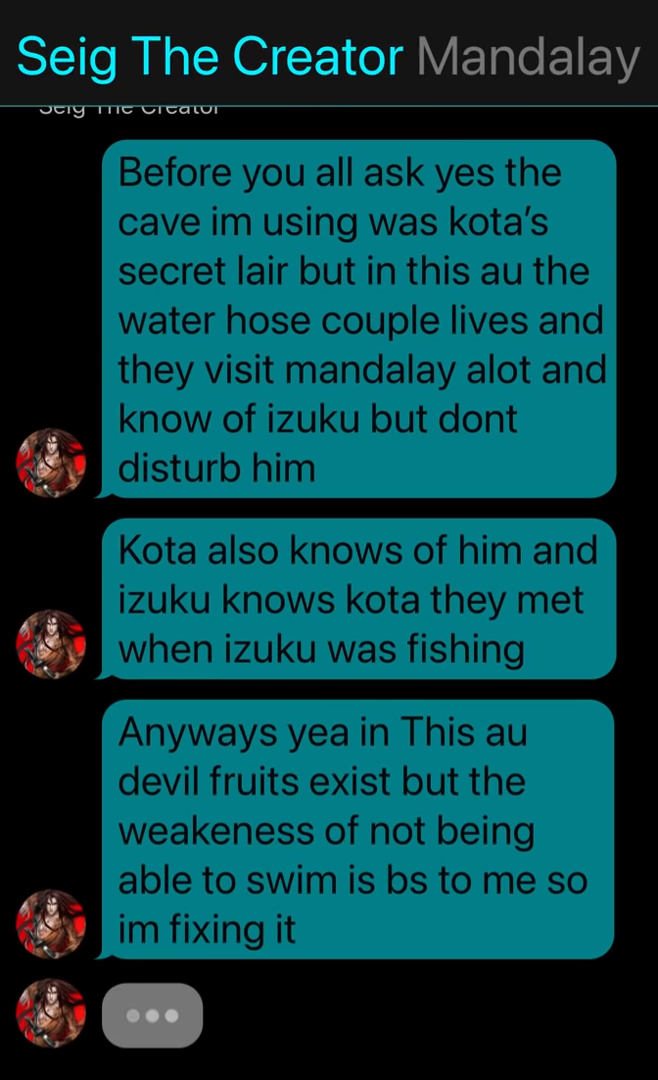 Seig The Creator Mandalay
Seig The Creator
Before you all ask yes the
cave im using was kota's
secret lair but in this au the
water hose couple lives and
they visit mandalay alot and
know of izuku but dont
disturb him
Kota also knows of him and
izuku knows kota they met
when izuku was fishing
Anyways yea in This au
devil fruits exist but the
weakeness of not being
able to swim is bs to me so
im fixing it